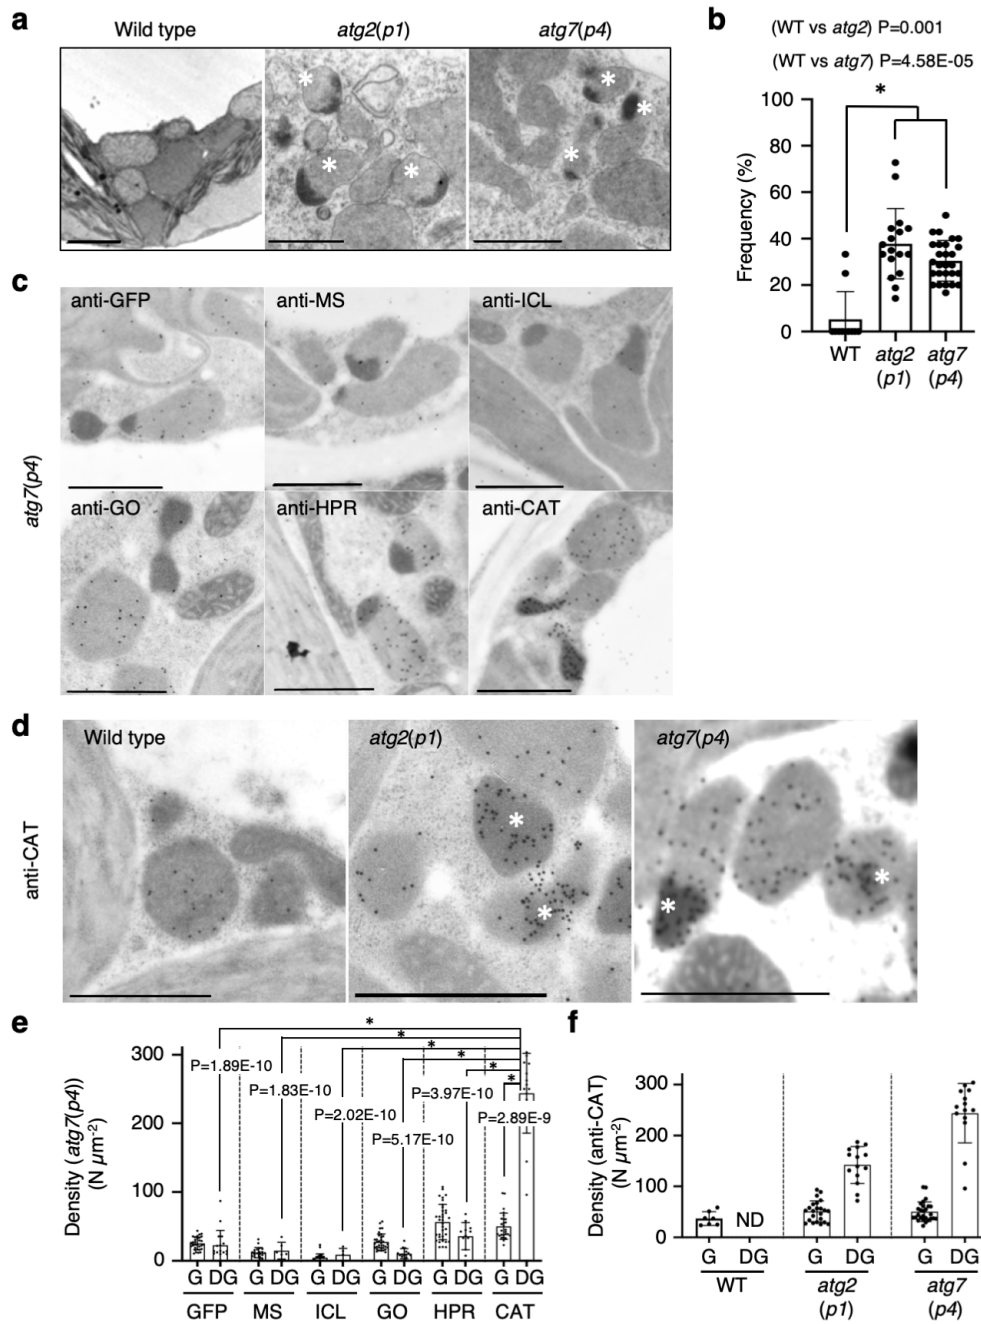 a
Wild type
atg2(p1)
atg7(p4)
*
*
*
*
*
*
b
(WT vs atg2) P=0.001
(WT vs atg7) P=4.58E-05
*
Frequency (%)
100
80
60
40
20
0
WT
atg2
(p1)
atg7
(p4)
c
atg7(p4)
anti-GFP
anti-MS
anti-ICL
anti-GO
anti-HPR
anti-CAT
d
anti-CAT
Wild type
atg2(p1)
atg7(p4)
*
*
*
*
e
Density (atg7(p4))
(N µm-2)
300
200
100
0
*
*
*
*
*
*
P=1.89E-10
P=1.83E-10
P=2.02E-10
P=5.17E-10
P=3.97E-10
P=2.89E-9
G DG G DG G DG G DG G DG G DG
GFP MS ICL GO HPR CAT
f
Density (anti-CAT)
(N µm-2)
300
200
100
0
ND
G DG G DG G DG
WT
atg2
(p1)
atg7
(p4)